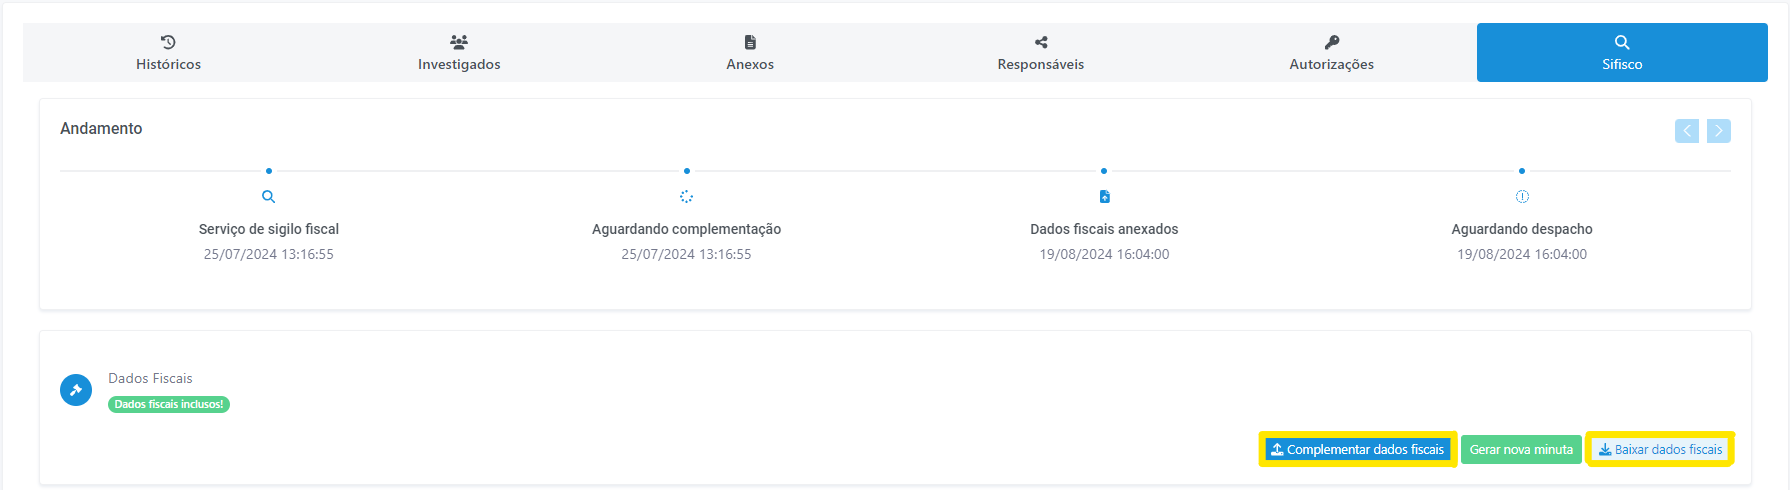 Históricos
Investigados
Anexos
Responsáveis
Autorizações
Sifisco
Andamento
Serviço de sigilo fiscal
25/07/2024 13:16:55
Aguardando complementação
25/07/2024 13:16:55
Dados fiscais anexados
19/08/2024 16:04:00
Aguardando despacho
19/08/2024 16:04:00
Dados Fiscais
Dados fiscais inclusos!
Complementar dados fiscais
Gerar nova minuta
Baixar dados fiscais